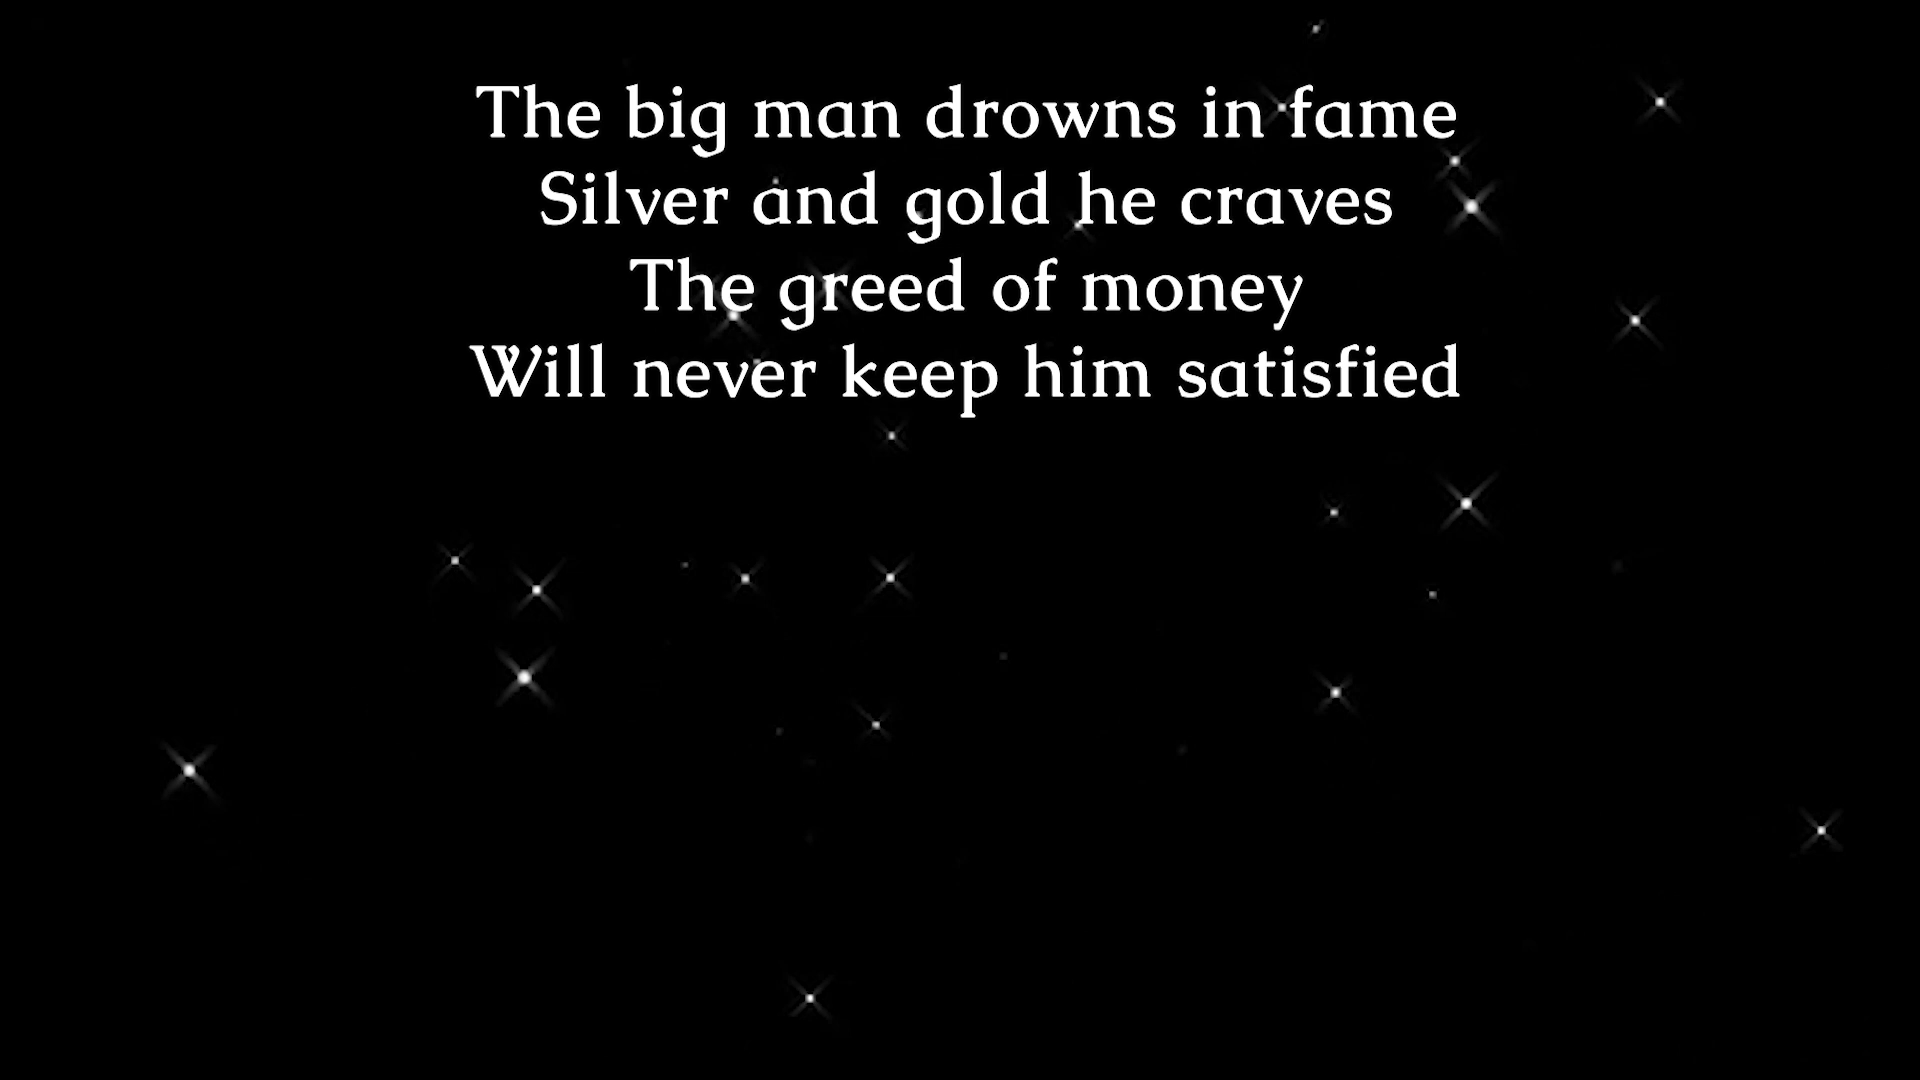 The big man drowns in fame
Silver and gold he craves
The greed of money
Will never keep him satisfied